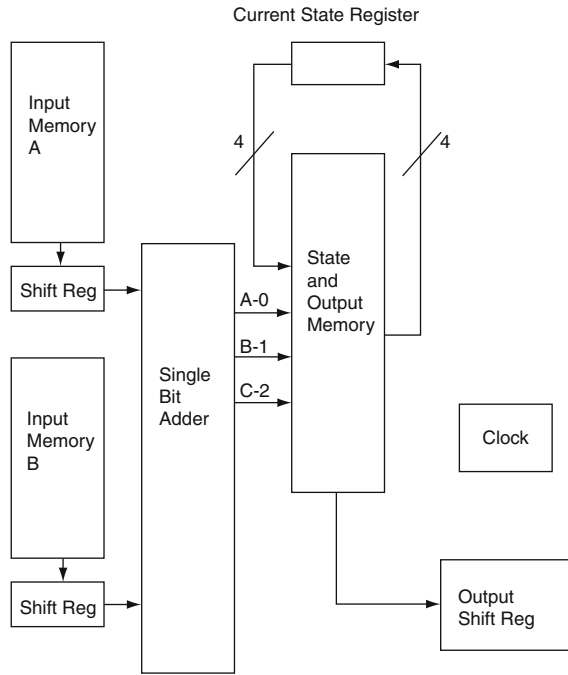 Current State Register
Input
Memory
A
4
4
Shift Reg
State
and
Output
Memory
A-0
B-1
C-2
Single
Bit
Adder
Input
Memory
B
Clock
Shift Reg
Output
Shift Reg